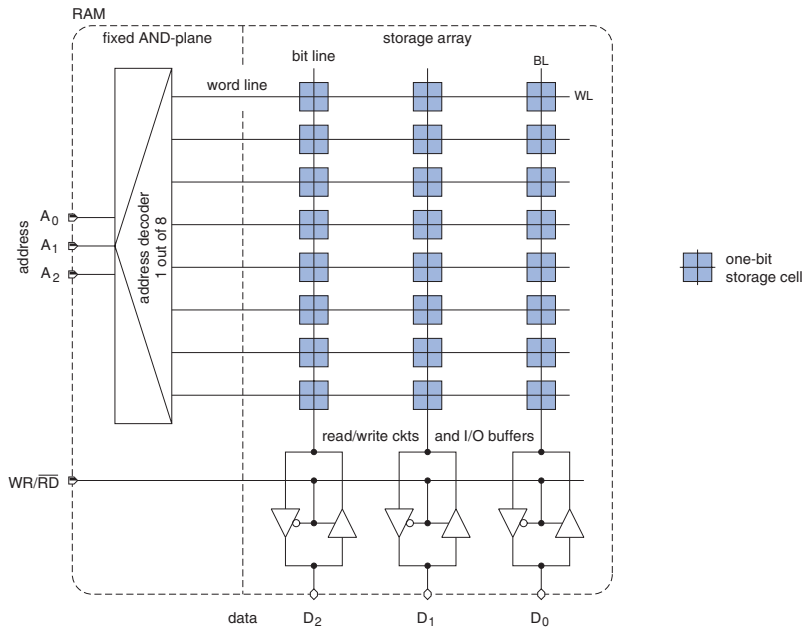 RAM
fixed AND-plane
storage array
bit line
BL
word line
WL
address decoder
1 out of 8
address
A0
A1
A2
one-bit
storage cell
read/write ckts
and I/O buffers
WR/R̅D̅
data
D2
D1
D0